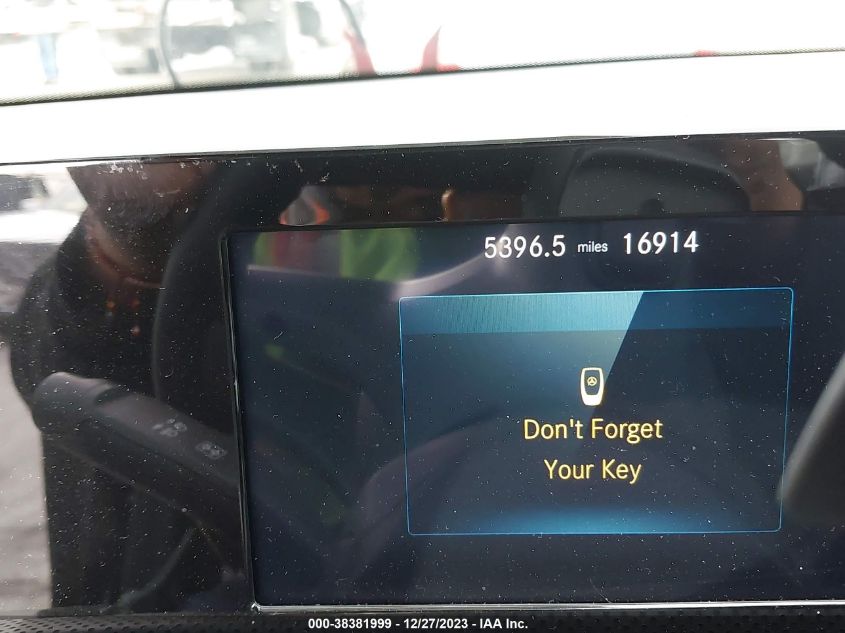 5396.5 miles 16914
Don't Forget
Your Key
000-38381999 - 12/27/2023 - IAA Inc.